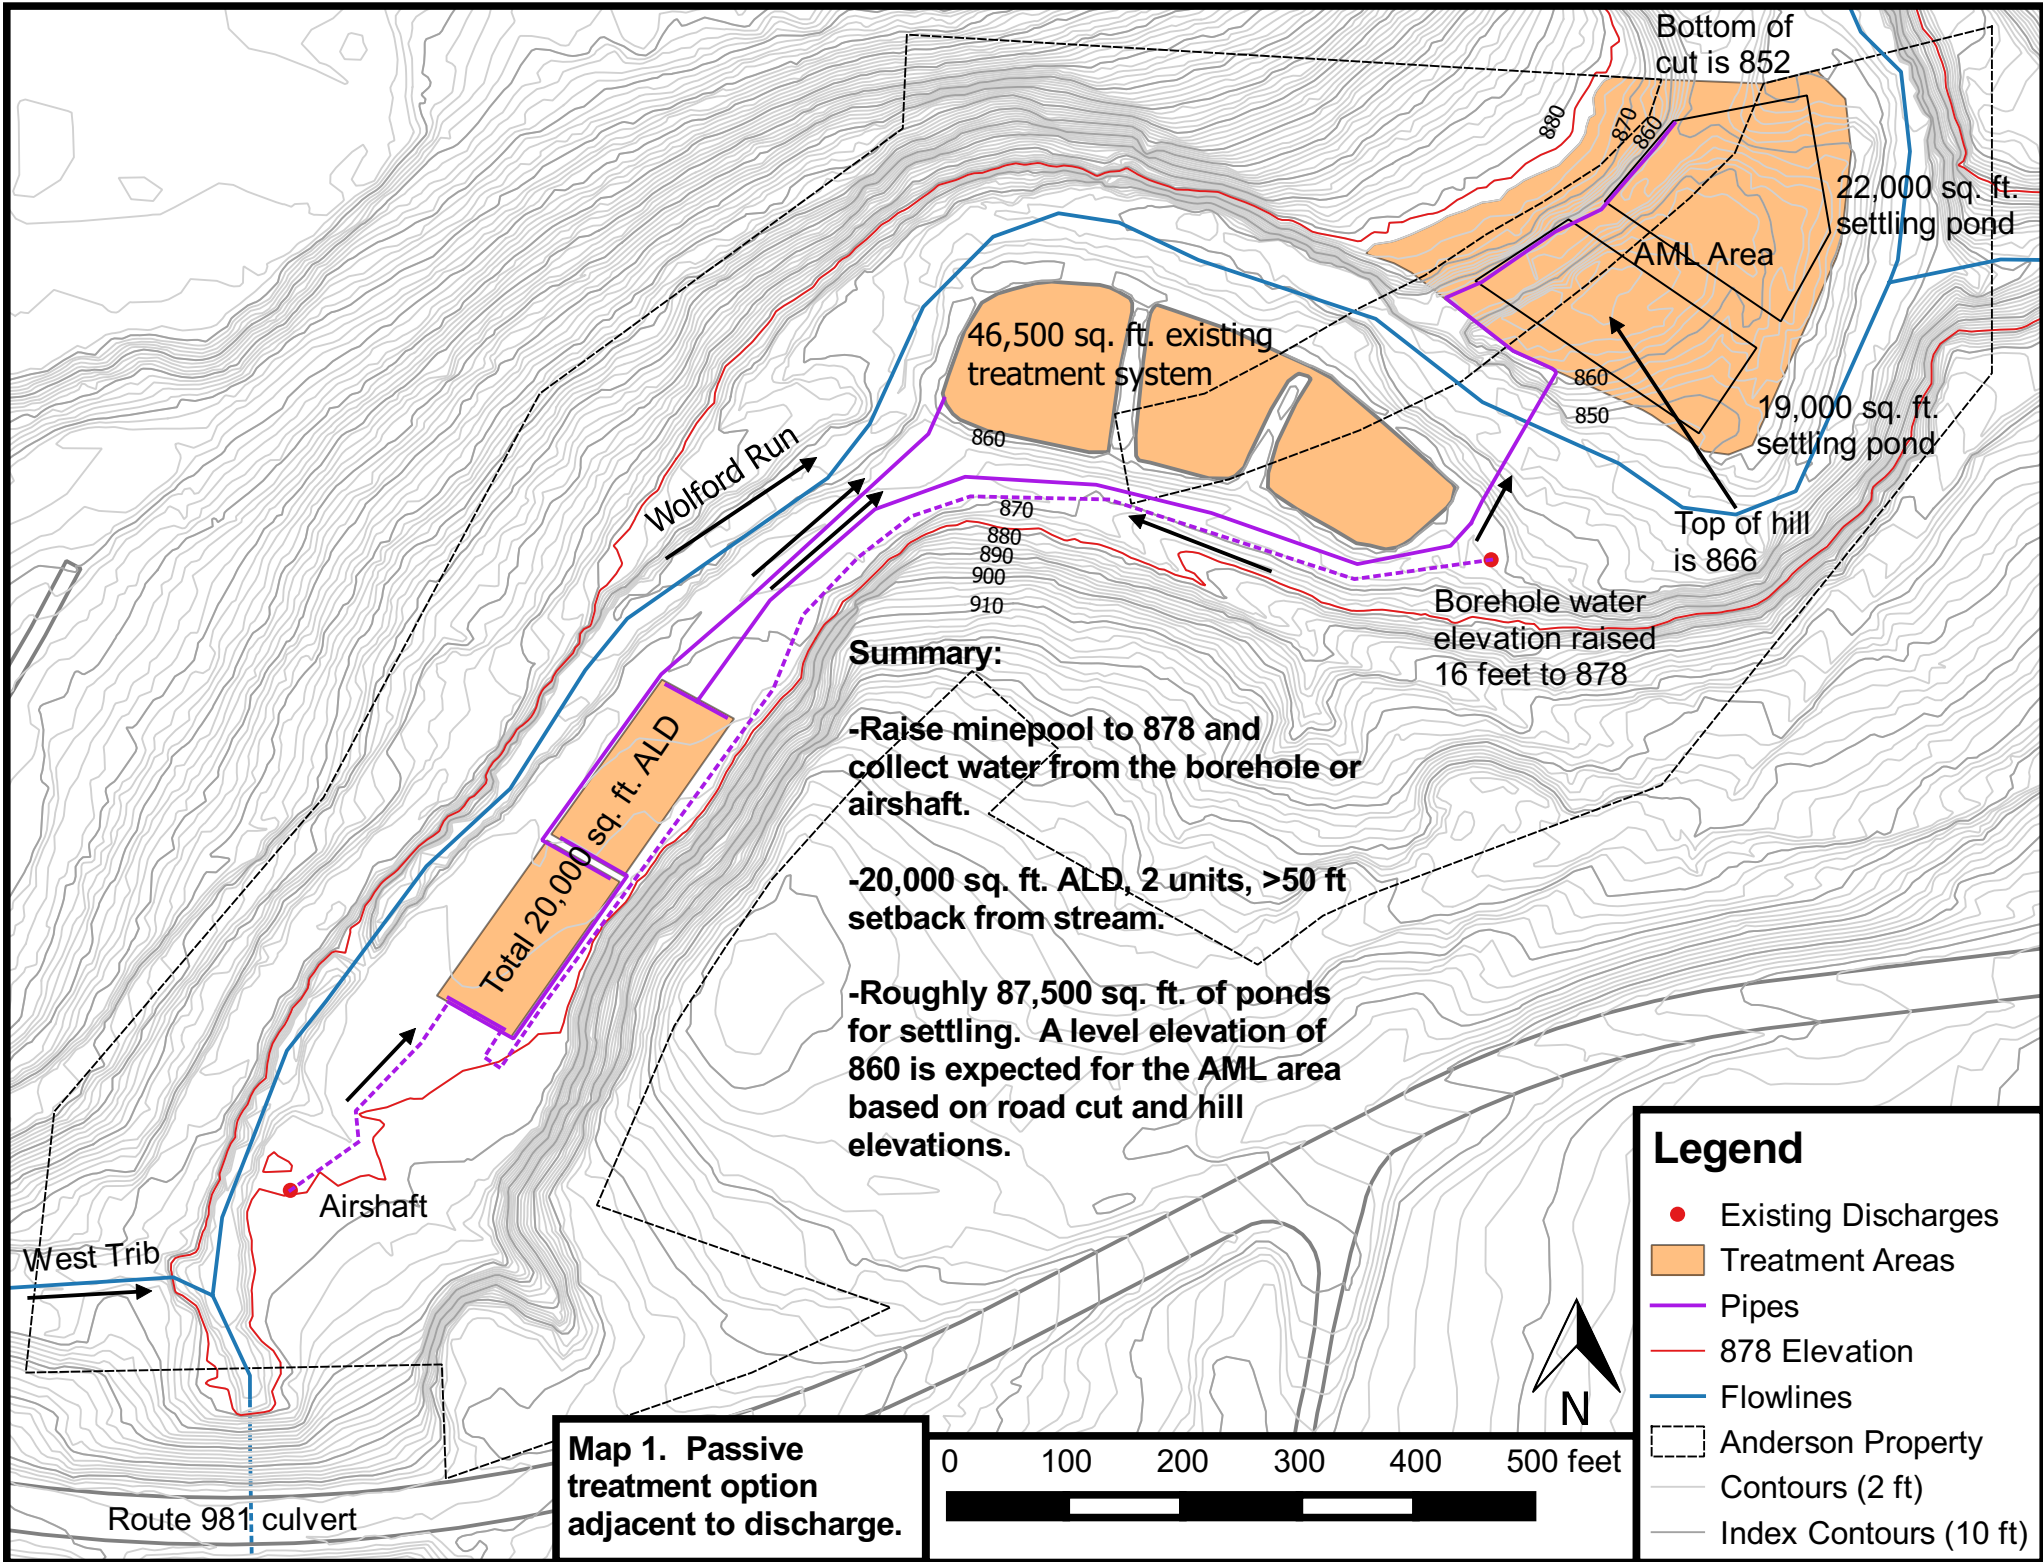 Bottom of
cut is 852
880
870
860
22,000 sq. ft.
settling pond
AML Area
46,500 sq. ft. existing
treatment system
860
850
19,000 sq. ft.
settling pond
Wolford Run
860
870
880
890
900
910
Top of hill
is 866
Borehole water
elevation raised
16 feet to 878
Summary:
-Raise minepool to 878 and
collect water from the borehole or
airshaft.
-20,000 sq. ft. ALD, 2 units, >50 ft
setback from stream.
-Roughly 87,500 sq. ft. of ponds
for settling. A level elevation of
860 is expected for the AML area
based on road cut and hill
elevations.
Total 20,000 sq. ft. ALD
Airshaft
West Trib
Route 981 culvert
Map 1. Passive
treatment option
adjacent to discharge.
0 100 200 300 400 500 feet
N
Legend
Existing Discharges
Treatment Areas
Pipes
878 Elevation
Flowlines
Anderson Property
Contours (2 ft)
Index Contours (10 ft)